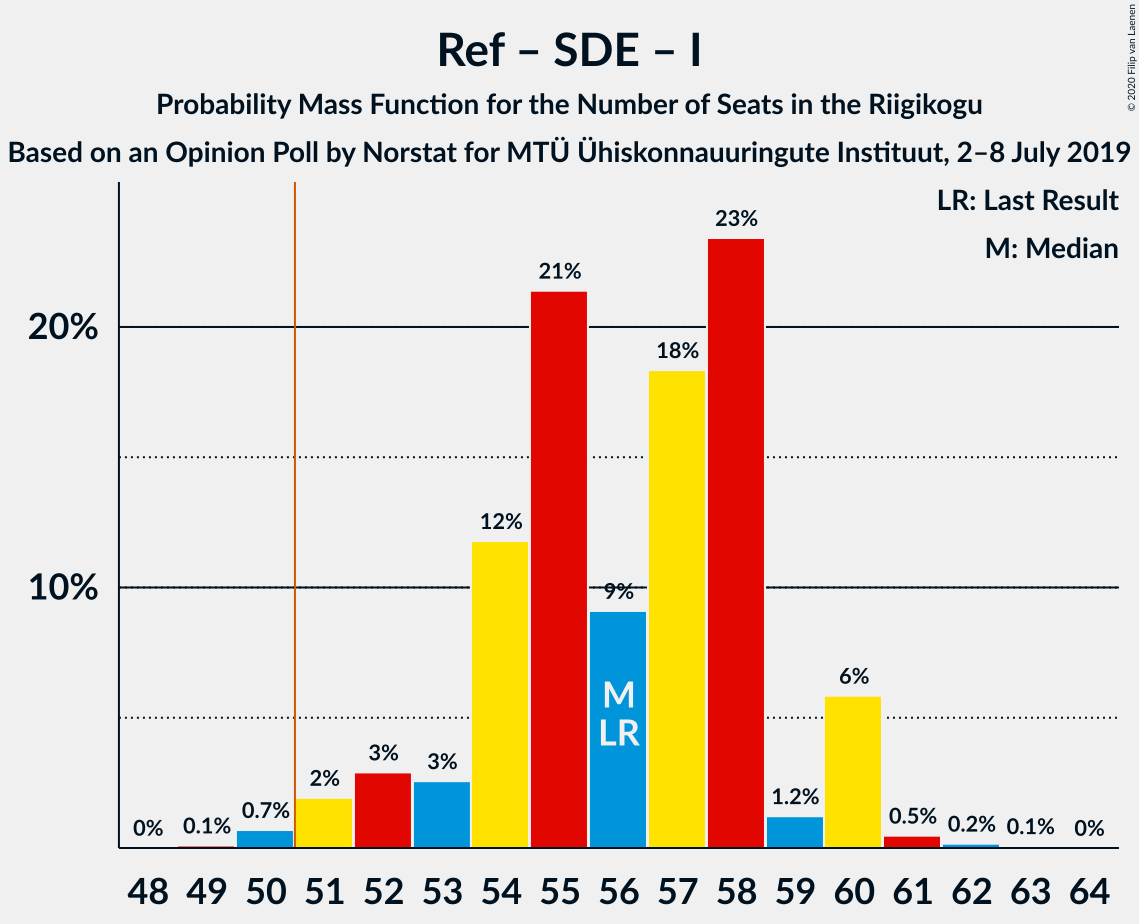 Ref – SDE – I
Probability Mass Function for the Number of Seats in the Riigikogu
Based on an Opinion Poll by Norstat for MTÜ Ühiskonnauuringute Instituut, 2–8 July 2019
© 2020 Filip van Laenen
LR: Last Result
M: Median
20%
10%
0% 0.1% 0.7% 2% 3% 3% 12% 21% 9% 18% 23% 1.2% 6% 0.5% 0.2% 0.1% 0%
M
LR
48 49 50 51 52 53 54 55 56 57 58 59 60 61 62 63 64